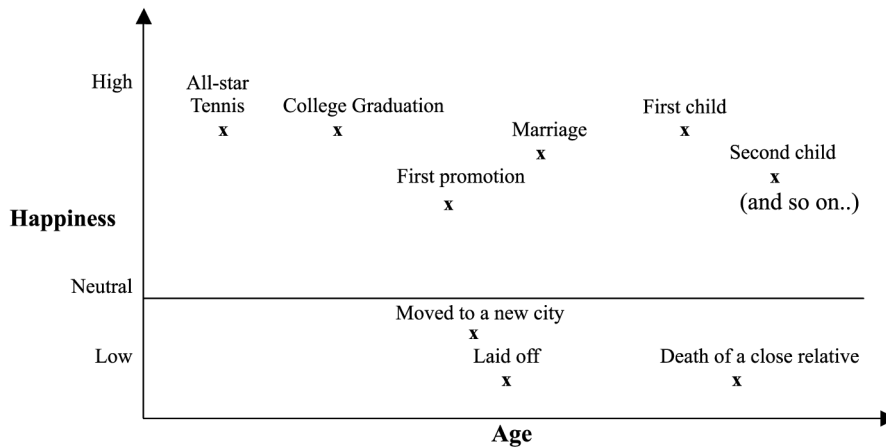 High
All-star
Tennis
x
College Graduation
x
First promotion
x
Marriage
x
First child
x
Second child
x
(and so on..)
Happiness
Neutral
Moved to a new city
x
Low
Laid off
x
Death of a close relative
x
Age